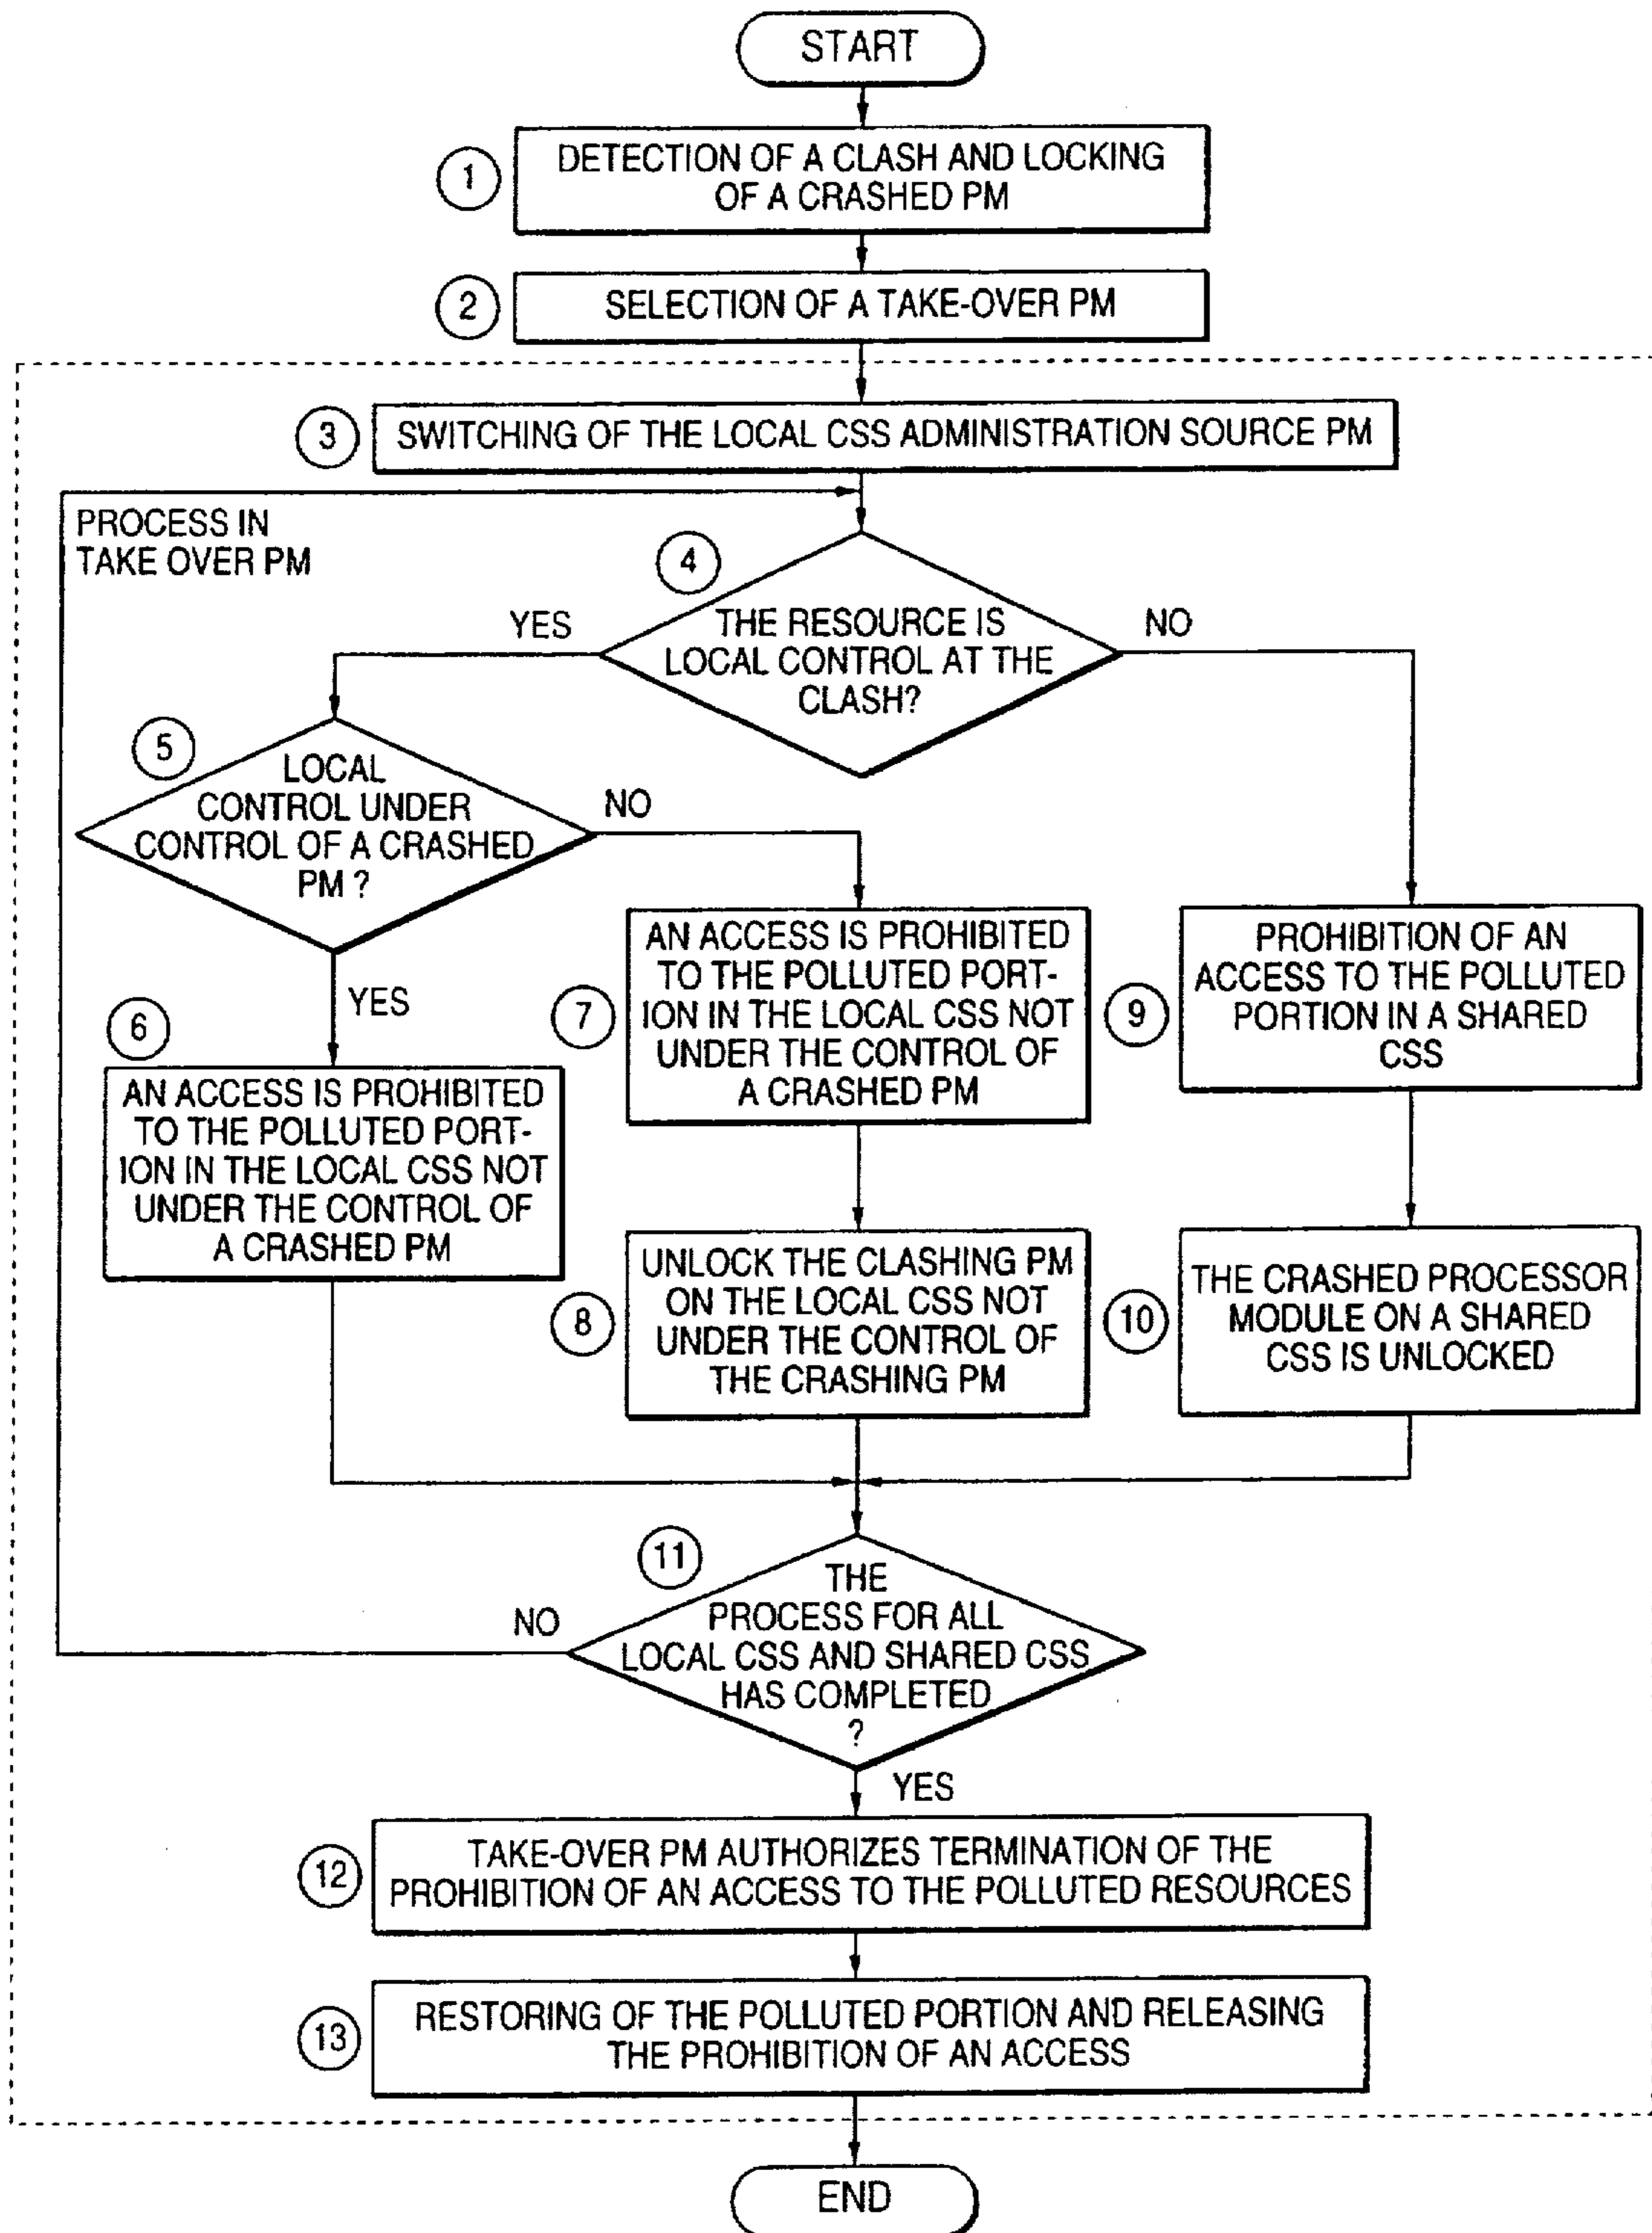 START
1
DETECTION OF A CLASH AND LOCKING
OF A CRASHED PM
2
SELECTION OF A TAKE-OVER PM
3
SWITCHING OF THE LOCAL CSS ADMINISTRATION SOURCE PM
PROCESS IN
TAKE OVER PM
4
THE RESOURCE IS
LOCAL CONTROL AT THE
CLASH?
YES
NO
5
LOCAL
CONTROL UNDER
CONTROL OF A CRASHED
PM ?
NO
YES
6
AN ACCESS IS PROHIBITED
TO THE POLLUTED PORT-
ION IN THE LOCAL CSS NOT
UNDER THE CONTROL OF
A CRASHED PM
7
AN ACCESS IS PROHIBITED
TO THE POLLUTED PORT-
ION IN THE LOCAL CSS NOT
UNDER THE CONTROL OF
A CRASHED PM
8
UNLOCK THE CLASHING PM
ON THE LOCAL CSS NOT
UNDER THE CONTROL OF
THE CRASHING PM
9
PROHIBITION OF AN
ACCESS TO THE POLLUTED
PORTION IN A SHARED
CSS
10
THE CRASHED PROCESSOR
MODULE ON A SHARED
CSS IS UNLOCKED
11
THE
PROCESS FOR ALL
LOCAL CSS AND SHARED CSS
HAS COMPLETED
?
NO
YES
12
TAKE-OVER PM AUTHORIZES TERMINATION OF THE
PROHIBITION OF AN ACCESS TO THE POLLUTED RESOURCES
13
RESTORING OF THE POLLUTED PORTION AND RELEASING
THE PROHIBITION OF AN ACCESS
END